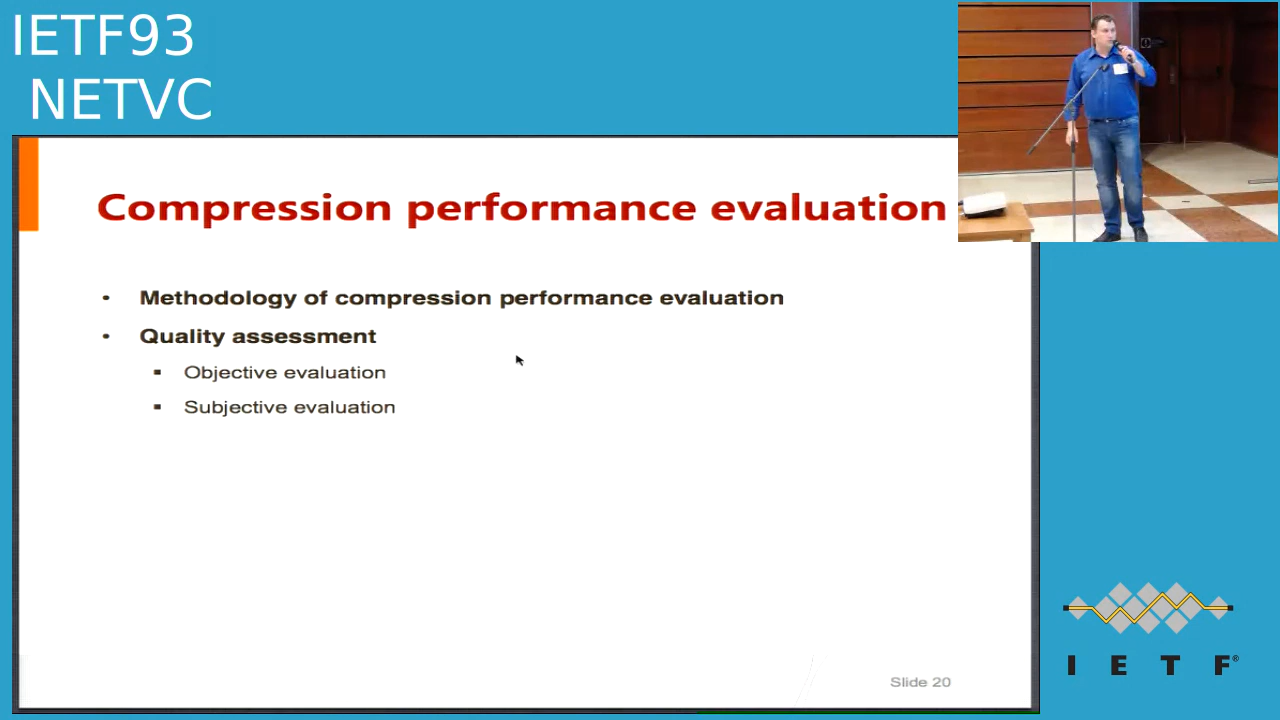 IETF93
NETVC
Compression performance evaluation
• Methodology of compression performance evaluation
• Quality assessment
▪ Objective evaluation
▪ Subjective evaluation
Slide 20
I E T F®